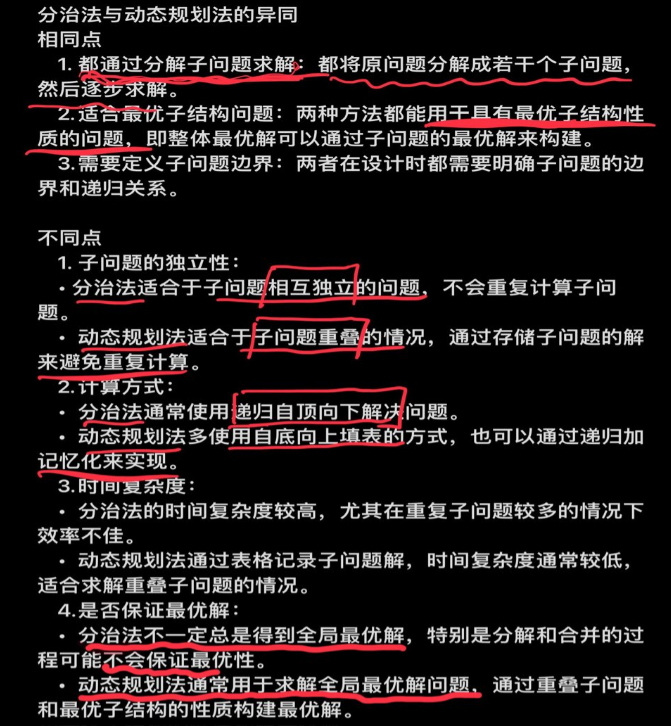 分治法与动态规划法的异同
相同点
1. 都通过分解子问题求解：都将原问题分解成若干个子问题，
然后逐步求解。
2.适合最优子结构问题：两种方法都能用于具有最优子结构性
质的问题，即整体最优解可以通过子问题的最优解来构建。
3.需要定义子问题边界：两者在设计时都需要明确子问题的边
界和递归关系。
不同点
1. 子问题的独立性：
•分治法适合于子问题相互独立的问题，不会重复计算子问
题。
• 动态规划法适合于子问题重叠的情况，通过存储子问题的解
来避免重复计算。
2.计算方式：
• 分治法通常使用递归自顶向下解决问题。
• 动态规划法多使用自底向上填表的方式，也可以通过递归加
记忆化来实现。
3.时间复杂度：
• 分治法的时间复杂度较高，尤其在重复子问题较多的情况下
效率不佳。
• 动态规划法通过表格记录子问题解，时间复杂度通常较低，
适合求解重叠子问题的情况。
4.是否保证最优解：
• 分治法不一定总是得到全局最优解，特别是分解和合并的过
程可能不会保证最优性。
• 动态规划法通常用于求解全局最优解问题，通过重叠子问题
和最优子结构的性质构建最优解。